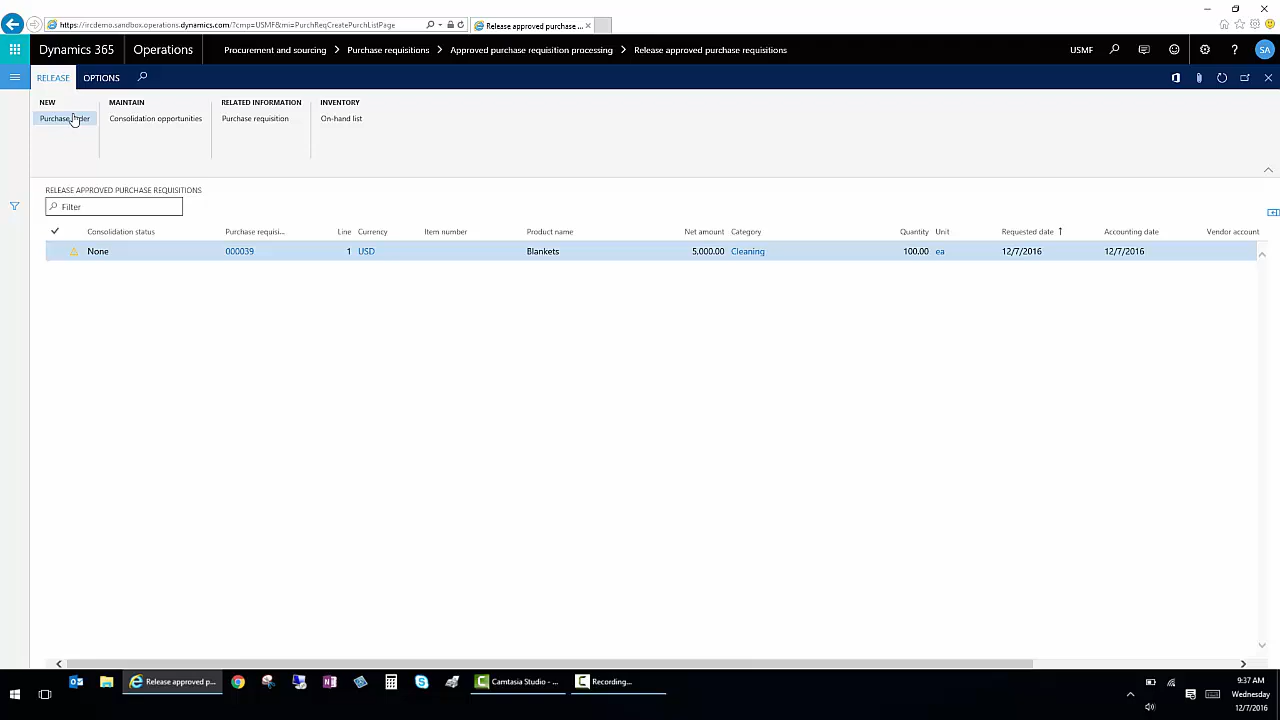 https://ircdemo.sandbox.operations.dynamics.com/?cmp=USMF&mi=PurchReqCreatePurchListPage
Release approved purchase ...
Dynamics 365
Operations
Procurement and sourcing > Purchase requisitions > Approved purchase requisition processing > Release approved purchase requisitions
USMF
SA
RELEASE
OPTIONS
NEW
MAINTAIN
RELATED INFORMATION
INVENTORY
Purchase order
Consolidation opportunities
Purchase requisition
On-hand list
RELEASE APPROVED PURCHASE REQUISITIONS
Filter
Consolidation status Purchase requisi... Line Currency Item number Product name Net amount Category Quantity Unit Requested date Accounting date Vendor account
None 000039 1 USD Blankets 5,000.00 Cleaning 100.00 ea 12/7/2016 12/7/2016
Release approved p...
Camtasia Studio - ...
Recording...
9:37 AM
Wednesday
12/7/2016